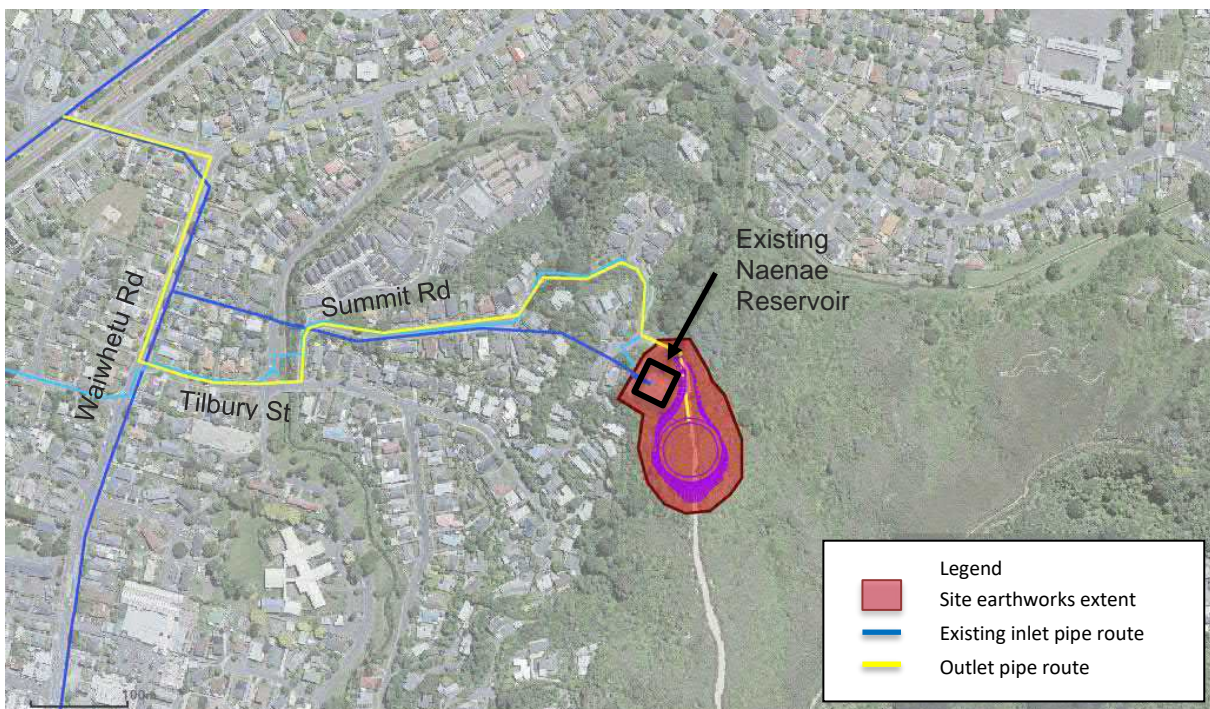 Existing
Naenae
Reservoir
Summit Rd
Waiwhetu Rd
Tilbury St
Legend
Site earthworks extent
Existing inlet pipe route
Outlet pipe route
100m